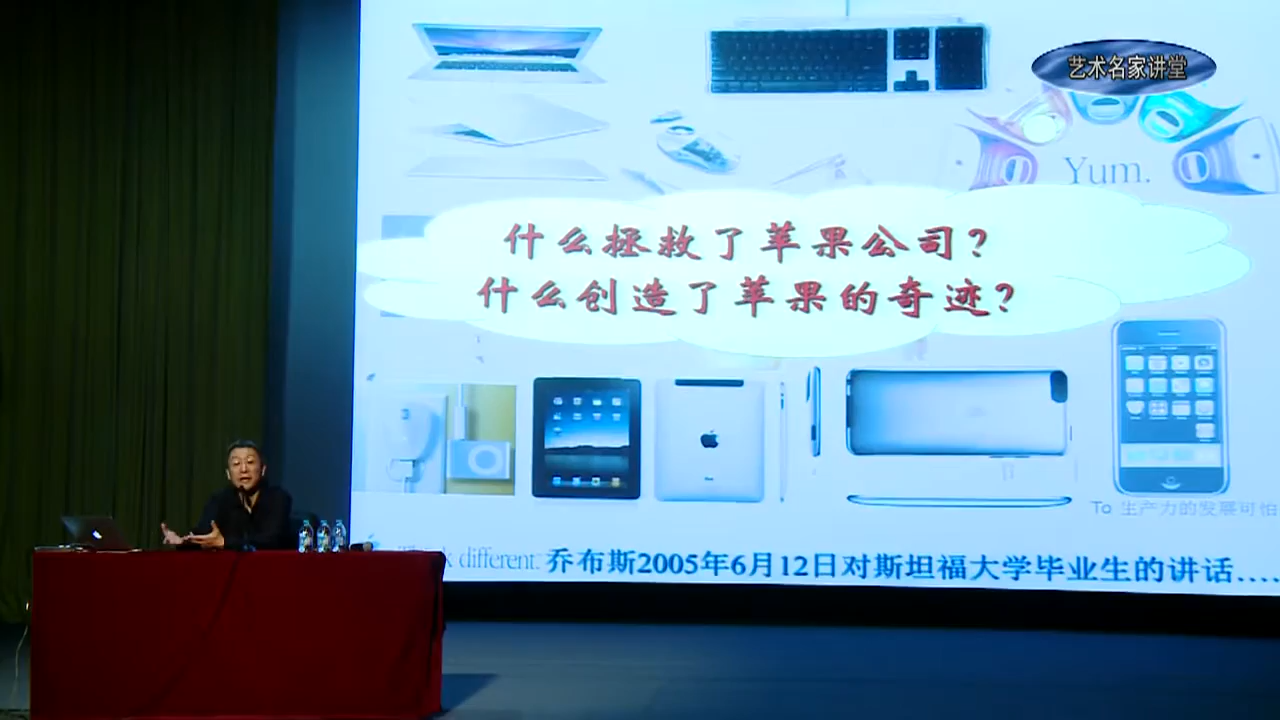 艺术名家讲堂
Yum.
什么拯救了苹果公司?
什么创造了苹果的奇迹?
To 生产力的发展可怕
different.
乔布斯2005年6月12日对斯坦福大学毕业生的讲话....